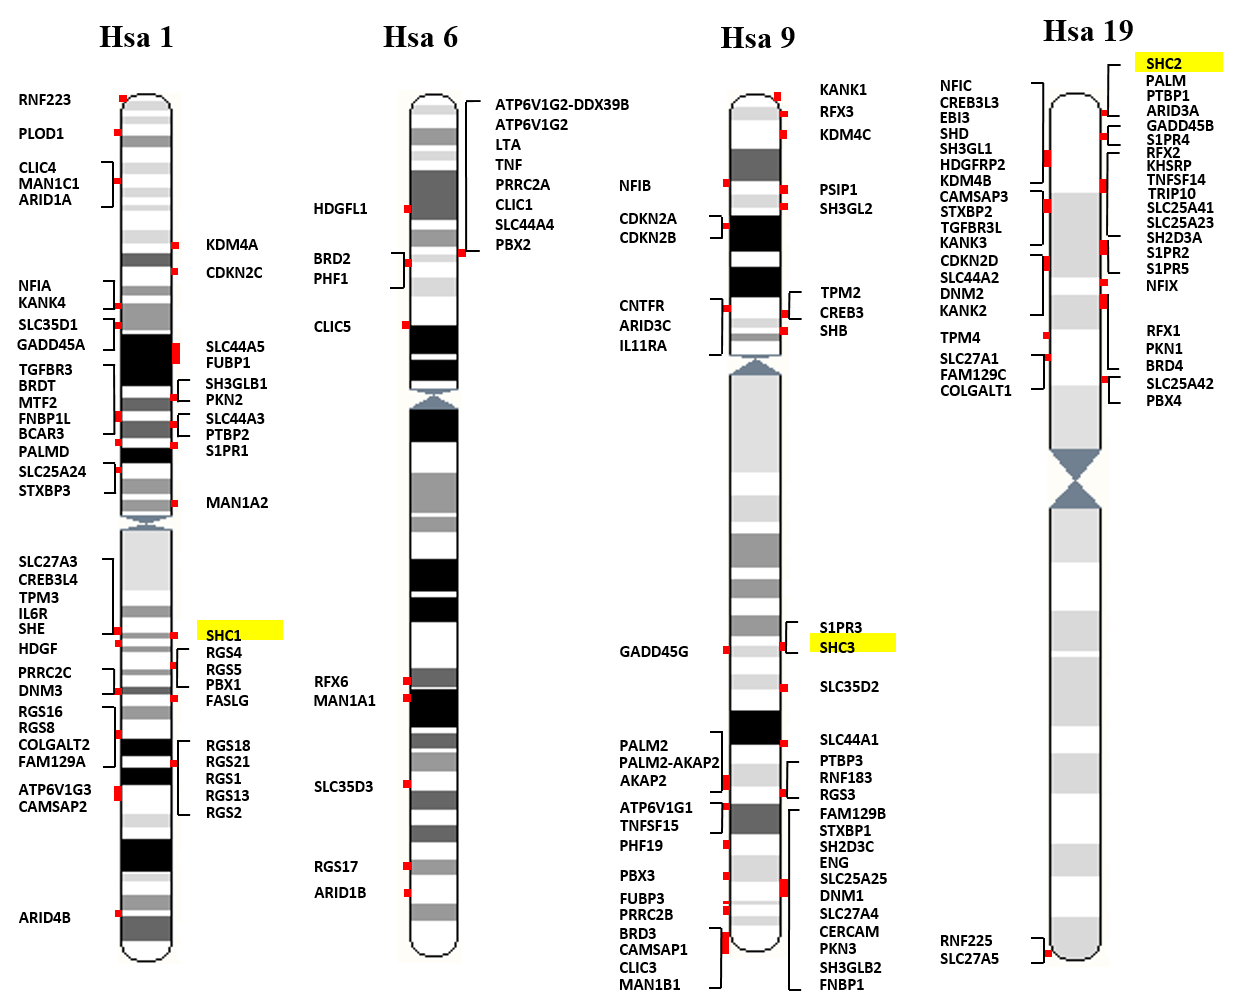 Hsa 1
RNF223
PLOD1
CLIC4
MAN1C1
ARID1A
KDM4A
CDKN2C
NFIA
KANK4
SLC35D1
GADD45A
SLC44A5
FUBP1
TGFBR3
BRDT
MTF2
FNBP1L
BCAR3
SH3GLB1
PKN2
SLC44A3
PTBP2
S1PR1
PALMD
SLC25A24
STXBP3
MAN1A2
SLC27A3
CREB3L4
TPM3
IL6R
SHE
SHC1
HDGF
RGS4
RGS5
PBX1
FASLG
PRRC2C
DNM3
RGS16
RGS8
COLGALT2
FAM129A
RGS18
RGS21
RGS1
RGS13
RGS2
ATP6V1G3
CAMSAP2
ARID4B
Hsa 6
ATP6V1G2-DDX39B
ATP6V1G2
LTA
TNF
PRRC2A
CLIC1
SLC44A4
PBX2
HDGFL1
BRD2
PHF1
CLIC5
RFX6
MAN1A1
SLC35D3
RGS17
ARID1B
Hsa 9
KANK1
RFX3
KDM4C
NFIB
PSIP1
SH3GL2
CDKN2A
CDKN2B
CNTFR
ARID3C
IL11RA
TPM2
CREB3
SHB
S1PR3
SHC3
GADD45G
SLC35D2
SLC44A1
PALM2
PALM2-AKAP2
AKAP2
PTBP3
RNF183
RGS3
ATP6V1G1
TNFSF15
PHF19
PBX3
FUBP3
PRRC2B
BRD3
CAMSAP1
CLIC3
MAN1B1
FAM129B
STXBP1
SH2D3C
ENG
SLC25A25
DNM1
SLC27A4
CERCAM
PKN3
SH3GLB2
FNBP1
Hsa 19
NFIC
CREB3L3
EBI3
SHD
SH3GL1
HDGFRP2
KDM4B
CAMSAP3
STXBP2
TGFBR3L
KANK3
CDKN2D
SLC44A2
DNM2
KANK2
TPM4
SLC27A1
FAM129C
COLGALT1
SHC2
PALM
PTBP1
ARID3A
GADD45B
S1PR4
RFX2
KHSRP
TNFSF14
TRIP10
SLC25A41
SLC25A23
SH2D3A
S1PR2
S1PR5
NFIX
RFX1
PKN1
BRD4
SLC25A42
PBX4
RNF225
SLC27A5